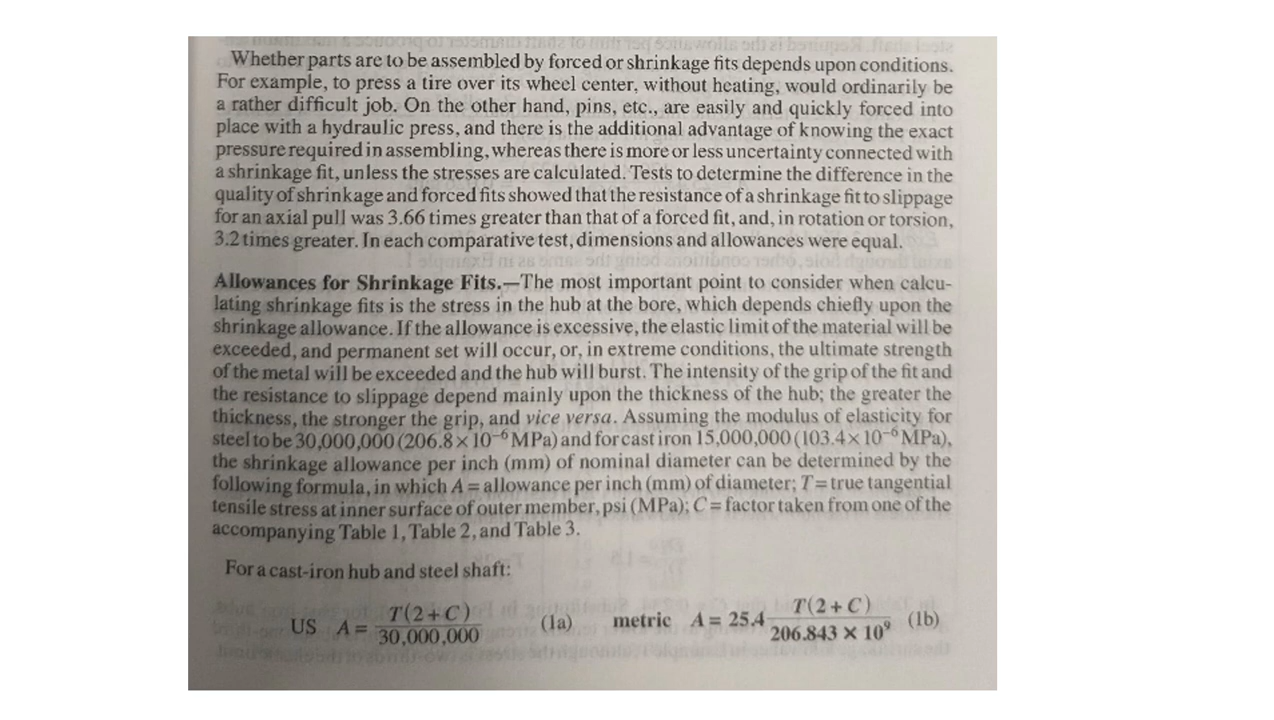 Whether parts are to be assembled by forced or shrinkage fits depends upon conditions.
For example, to press a tire over its wheel center, without heating, would ordinarily be
a rather difficult job. On the other hand, pins, etc., are easily and quickly forced into
place with a hydraulic press, and there is the additional advantage of knowing the exact
pressure required in assembling, whereas there is more or less uncertainty connected with
a shrinkage fit, unless the stresses are calculated. Tests to determine the difference in the
quality of shrinkage and forced fits showed that the resistance of a shrinkage fit to slippage
for an axial pull was 3.66 times greater than that of a forced fit, and, in rotation or torsion,
3.2 times greater. In each comparative test, dimensions and allowances were equal.
Allowances for Shrinkage Fits.—The most important point to consider when calcu-
lating shrinkage fits is the stress in the hub at the bore, which depends chiefly upon the
shrinkage allowance. If the allowance is excessive, the elastic limit of the material will be
exceeded, and permanent set will occur, or, in extreme conditions, the ultimate strength
of the metal will be exceeded and the hub will burst. The intensity of the grip of the fit and
the resistance to slippage depend mainly upon the thickness of the hub; the greater the
thickness, the stronger the grip, and vice versa. Assuming the modulus of elasticity for
steel to be 30,000,000 (206.8 × 10⁻⁶ MPa) and for cast iron 15,000,000 (103.4 × 10⁻⁶ MPa),
the shrinkage allowance per inch (mm) of nominal diameter can be determined by the
following formula, in which A = allowance per inch (mm) of diameter; T = true tangential
tensile stress at inner surface of outer member, psi (MPa); C = factor taken from one of the
accompanying Table 1, Table 2, and Table 3.
For a cast-iron hub and steel shaft:
US A = T(2 + C) / 30,000,000 (1a) metric A = 25.4 T(2 + C) / 206.843 × 10⁹ (1b)